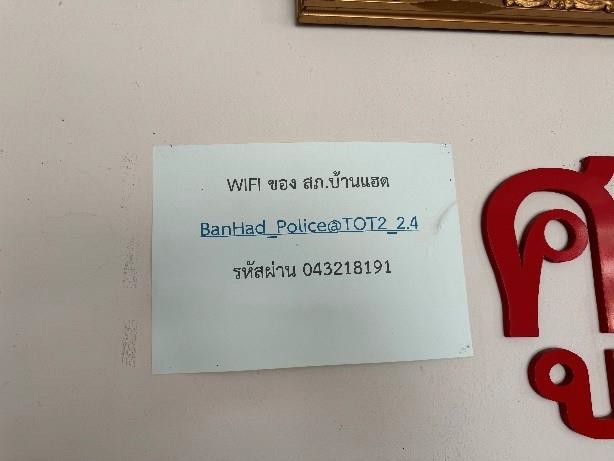 WIFI ของ สภ.บ้านแฮด
BanHad_Police@TOT2_2.4
รหัสผ่าน 043218191
ศู